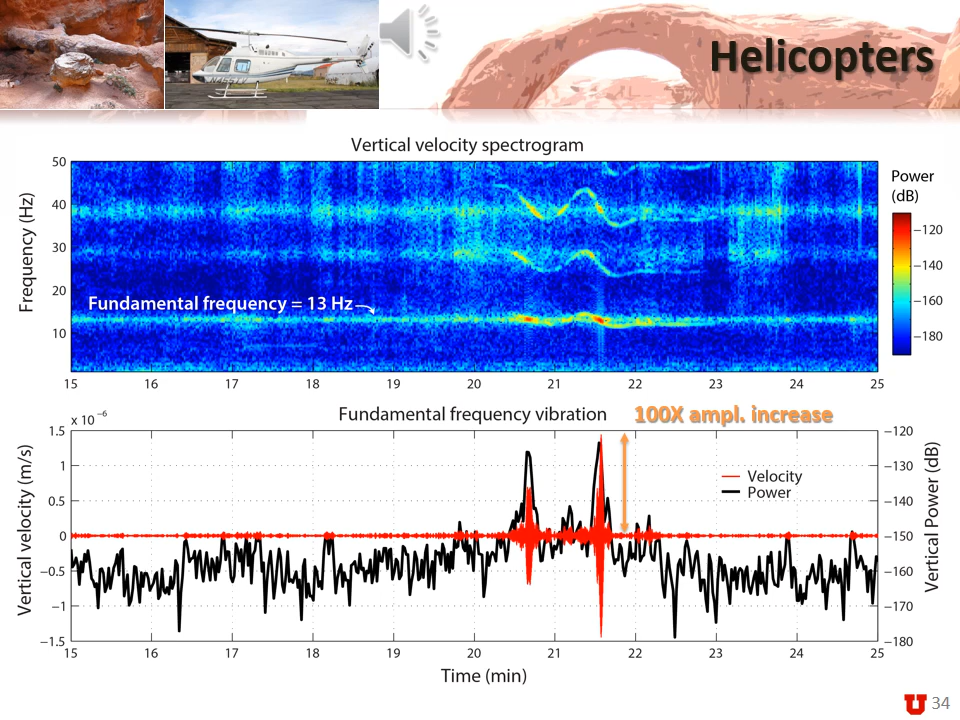 Helicopters
Vertical velocity spectrogram
Frequency (Hz)
50
40
30
20
10
Fundamental frequency = 13 Hz
15 16 17 18 19 20 21 22 23 24 25
Power
(dB)
−120
−140
−160
−180
x 10⁻⁶
Fundamental frequency vibration
100X ampl. increase
Vertical velocity (m/s)
1.5
1
0.5
0
−0.5
−1
−1.5
Velocity
Power
−120
−130
−140
−150
−160
−170
−180
Vertical Power (dB)
15 16 17 18 19 20 21 22 23 24 25
Time (min)
U
34